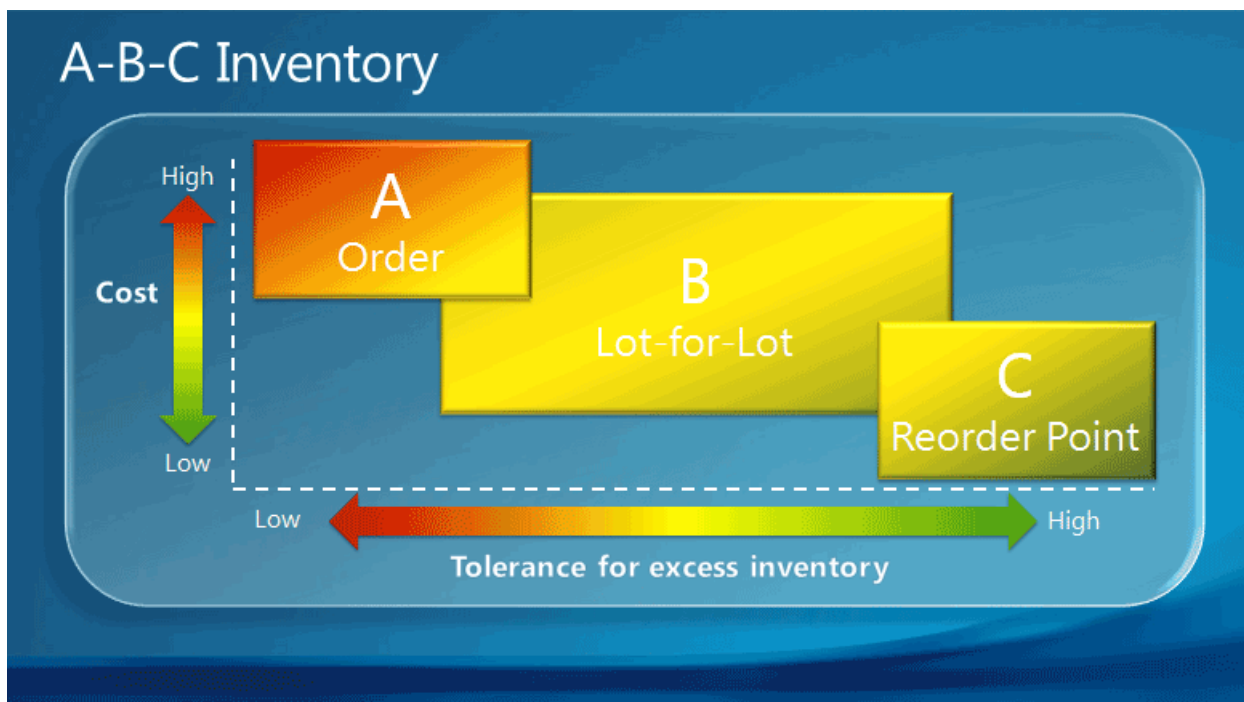 A-B-C Inventory
High
Cost
Low
A
Order
B
Lot-for-Lot
C
Reorder Point
Low
High
Tolerance for excess inventory